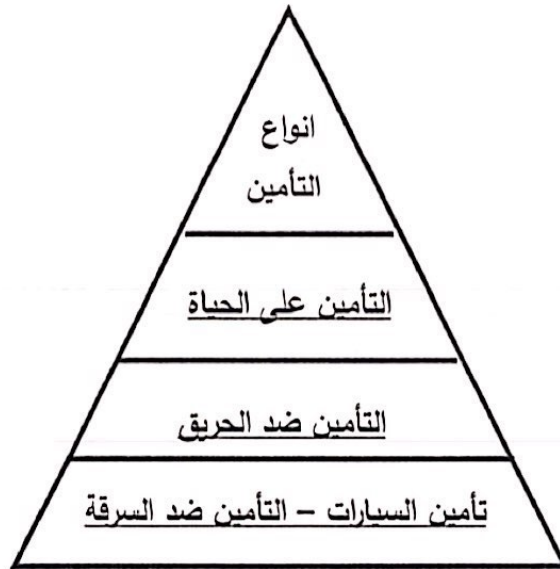 انواع
التأمين
التأمين على الحياة
التأمين ضد الحريق
تأمين السيارات – التأمين ضد السرقة